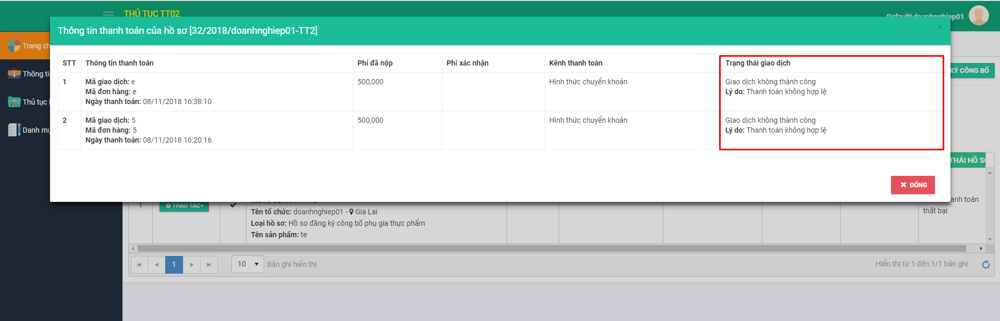 THỦ TỤC TT02
Default\doanhnghiep01
Thông tin thanh toán của hồ sơ [32/2018/doanhnghiep01-TT2]
×
Trang ch
Thông ti
Thủ tục
Danh mụ
KÝ CÔNG BỐ
STT Thông tin thanh toán Phí đã nộp Phí xác nhận Kênh thanh toán Trạng thái giao dịch
1 Mã giao dịch: e 500,000 Hình thức chuyển khoản Giao dịch không thành công
Mã đơn hàng: e Lý do: Thanh toán không hợp lệ
Ngày thanh toán: 08/11/2018 16:38:10
2 Mã giao dịch: 5 500,000 Hình thức chuyển khoản Giao dịch không thành công
Mã đơn hàng: 5 Lý do: Thanh toán không hợp lệ
Ngày thanh toán: 08/11/2018 16:20:16
THÁI HỒ S
ĐÓNG
1 THAO TÁC anh toán
Tên tổ chức: doanhnghiep01 - Gia Lai thất bại
Loại hồ sơ: Hồ sơ đăng ký công bố phụ gia thực phẩm
Tên sản phẩm: te
1 10 Bản ghi hiển thị Hiển thị từ 1 đến 1/1 bản ghi